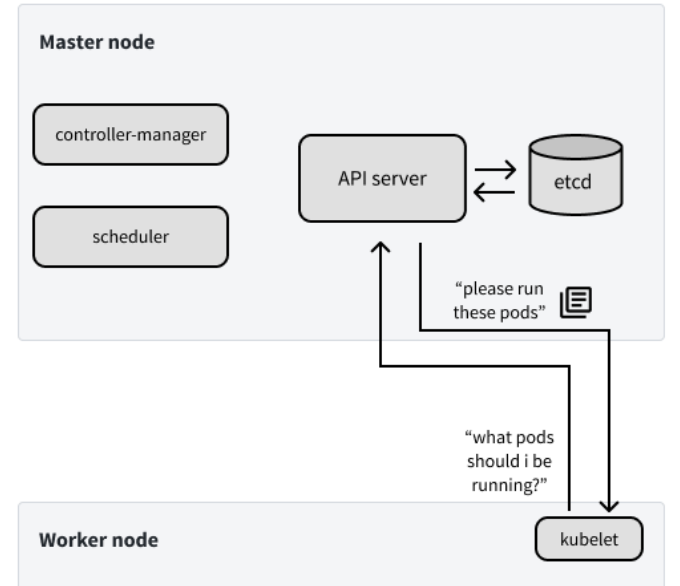 Master node
controller-manager
API server
etcd
scheduler
“please run
these pods”
“what pods
should i be
running?”
Worker node
kubelet